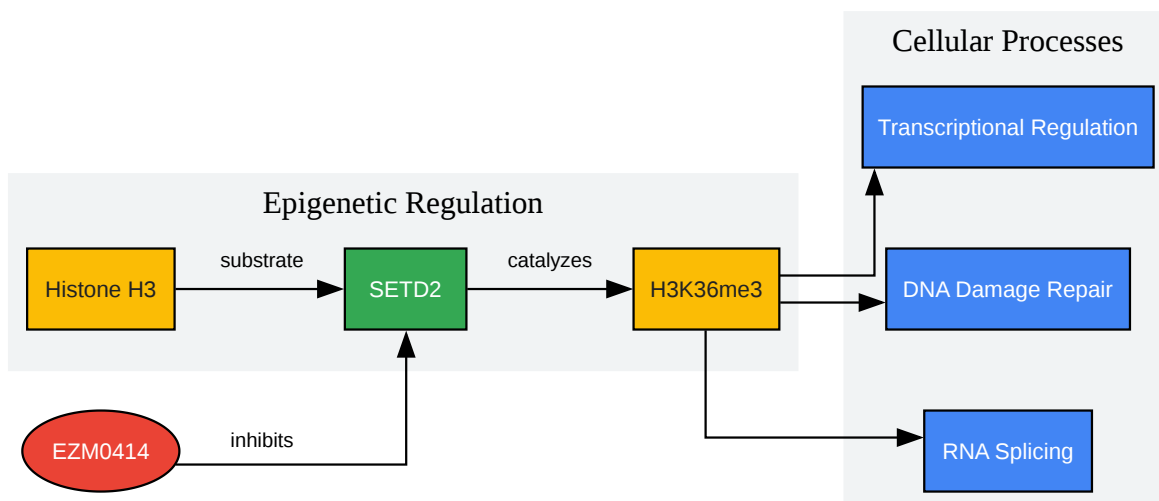 Cellular Processes
Transcriptional Regulation
Epigenetic Regulation
Histone H3
substrate
SETD2
catalyzes
H3K36me3
DNA Damage Repair
EZM0414
inhibits
RNA Splicing